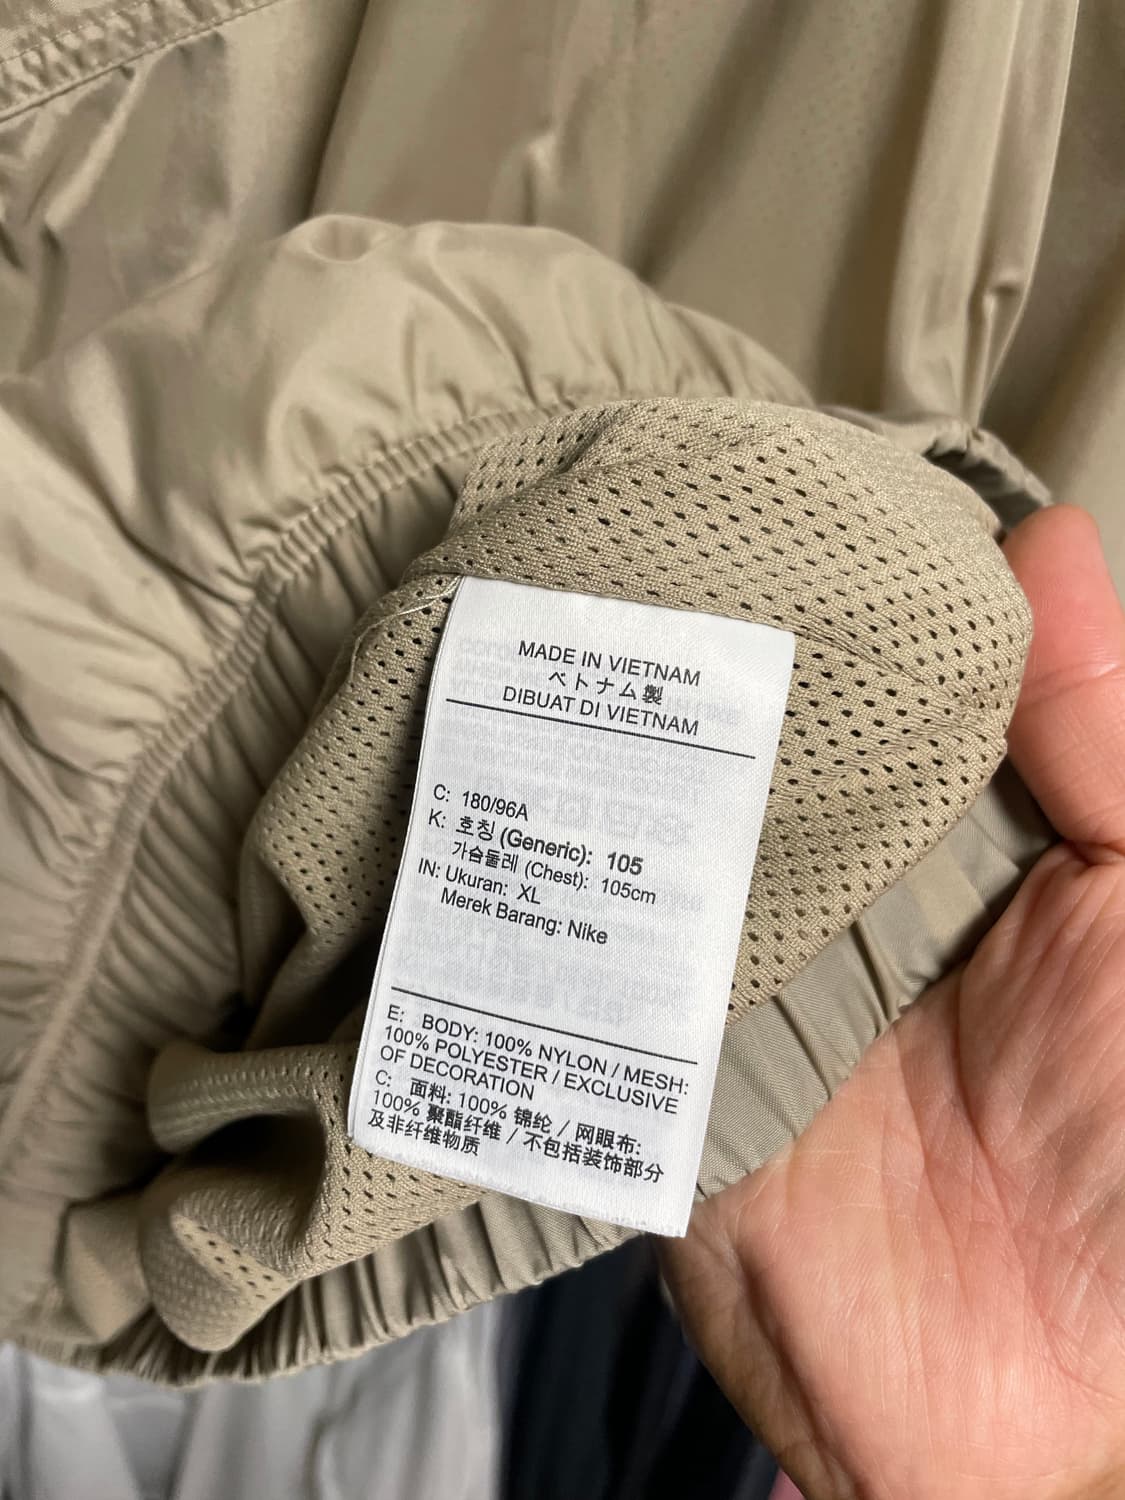 MADE IN VIETNAM
ベトナム製
DIBUAT DI VIETNAM
C: 180/96A
K: 호칭 (Generic): 105
가슴둘레 (Chest): 105cm
IN: Ukuran: XL
Merek Barang: Nike
E: BODY: 100% NYLON / MESH:
100% POLYESTER / EXCLUSIVE
OF DECORATION
C: 面料: 100% 锦纶 / 网眼布:
100% 聚酯纤维 / 不包括装饰部分
及非纤维物质